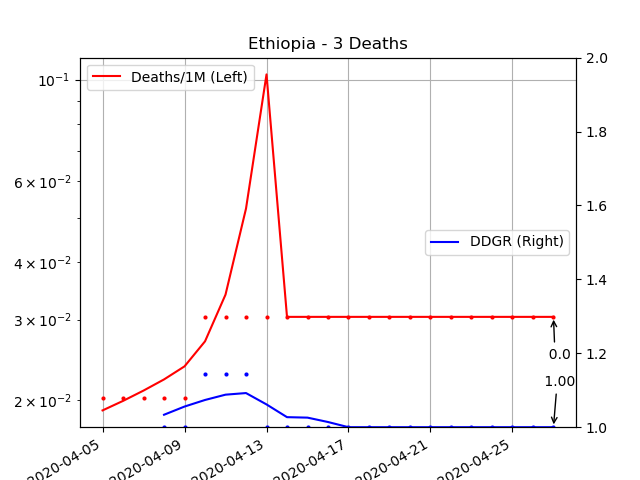 Ethiopia - 3 Deaths
Deaths/1M (Left)
DDGR (Right)
10⁻¹
6 × 10⁻²
4 × 10⁻²
3 × 10⁻²
2 × 10⁻²
2.0
1.8
1.6
1.4
1.2
1.0
0.0
1.00
2020-04-05
2020-04-09
2020-04-13
2020-04-17
2020-04-21
2020-04-25